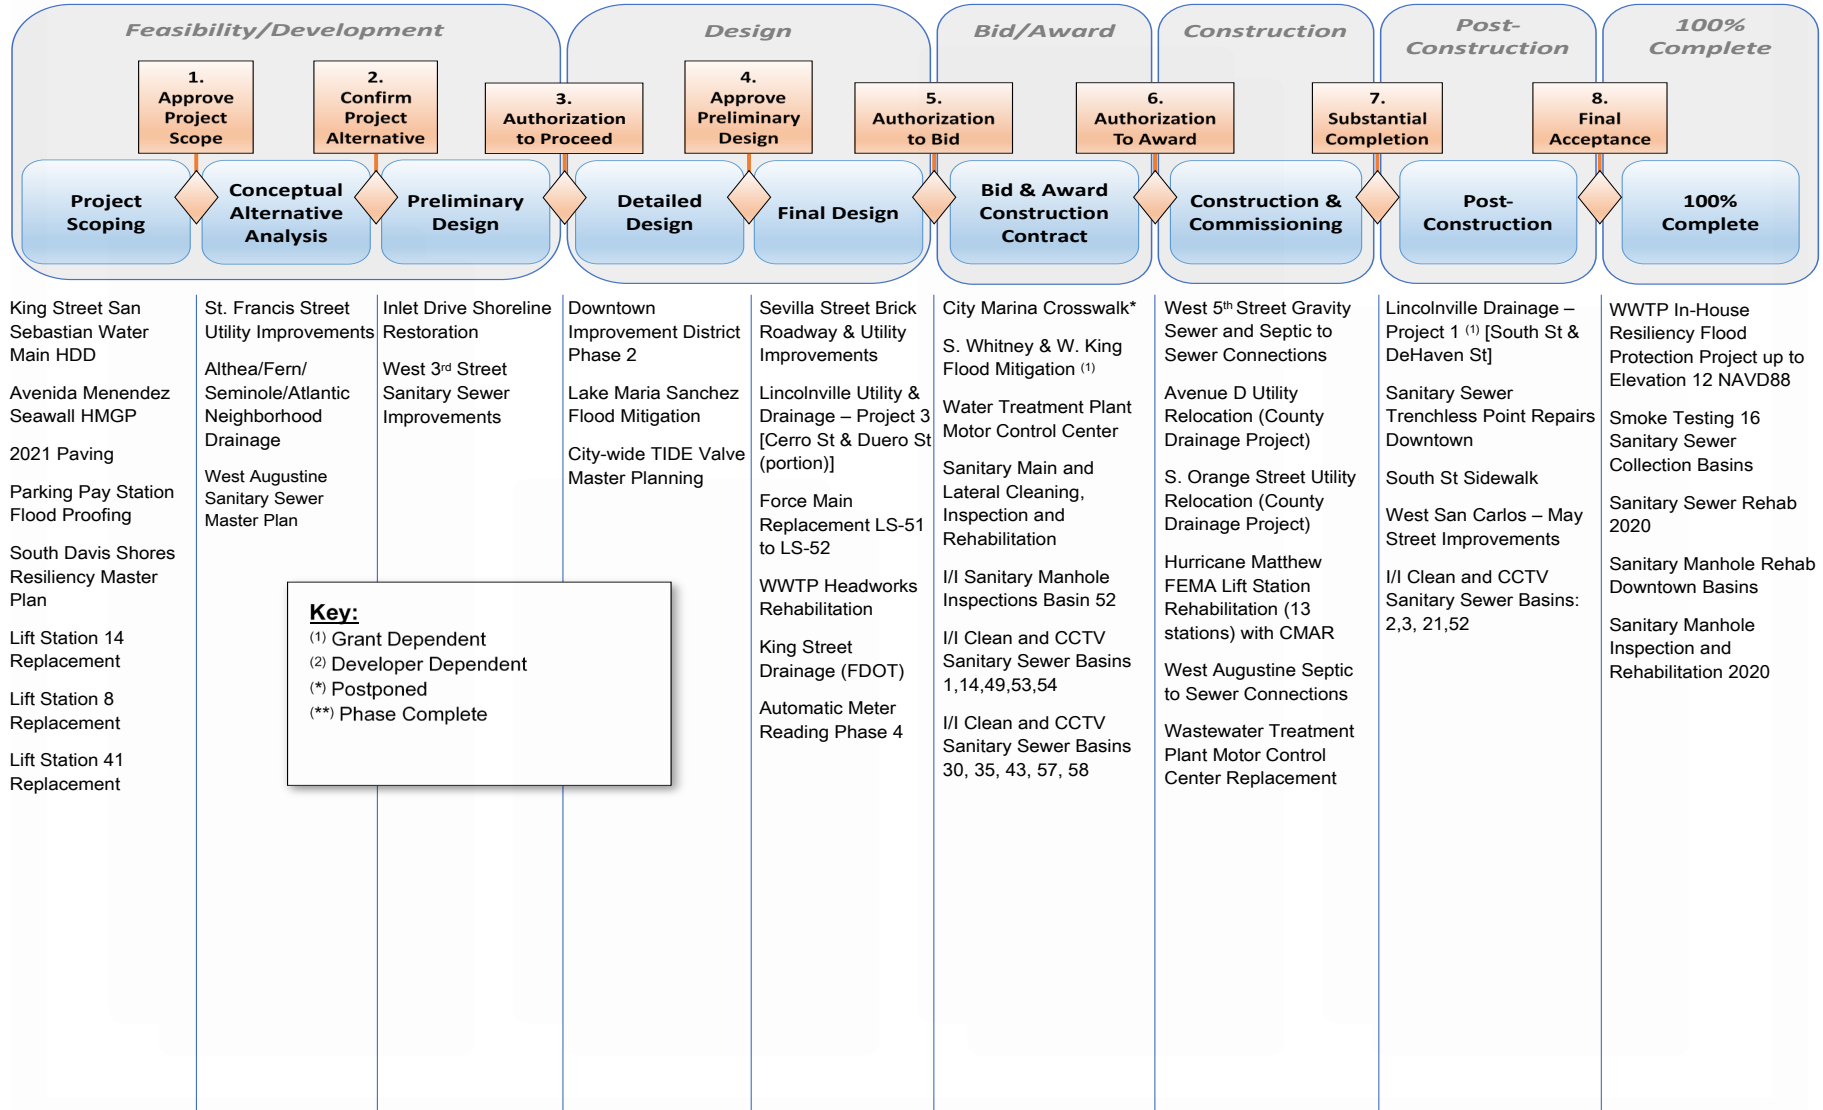 Feasibility/Development
Design
Bid/Award
Construction
Post-
Construction
100%
Complete
1.
Approve
Project
Scope
2.
Confirm
Project
Alternative
3.
Authorization
to Proceed
4.
Approve
Preliminary
Design
5.
Authorization
to Bid
6.
Authorization
To Award
7.
Substantial
Completion
8.
Final
Acceptance
Project
Scoping
Conceptual
Alternative
Analysis
Preliminary
Design
Detailed
Design
Final Design
Bid & Award
Construction
Contract
Construction &
Commissioning
Post-
Construction
100%
Complete
King Street San
Sebastian Water
Main HDD
Avenida Menendez
Seawall HMGP
2021 Paving
Parking Pay Station
Flood Proofing
South Davis Shores
Resiliency Master
Plan
Lift Station 14
Replacement
Lift Station 8
Replacement
Lift Station 41
Replacement
St. Francis Street
Utility Improvements
Althea/Fern/
Seminole/Atlantic
Neighborhood
Drainage
West Augustine
Sanitary Sewer
Master Plan
Inlet Drive Shoreline
Restoration
West 3rd Street
Sanitary Sewer
Improvements
Downtown
Improvement District
Phase 2
Lake Maria Sanchez
Flood Mitigation
City-wide TIDE Valve
Master Planning
Sevilla Street Brick
Roadway & Utility
Improvements
Lincolnville Utility &
Drainage – Project 3
[Cerro St & Duero St
(portion)]
Force Main
Replacement LS-51
to LS-52
WWTP Headworks
Rehabilitation
King Street
Drainage (FDOT)
Automatic Meter
Reading Phase 4
City Marina Crosswalk*
S. Whitney & W. King
Flood Mitigation (1)
Water Treatment Plant
Motor Control Center
Sanitary Main and
Lateral Cleaning,
Inspection and
Rehabilitation
I/I Sanitary Manhole
Inspections Basin 52
I/I Clean and CCTV
Sanitary Sewer Basins
1,14,49,53,54
I/I Clean and CCTV
Sanitary Sewer Basins
30, 35, 43, 57, 58
West 5th Street Gravity
Sewer and Septic to
Sewer Connections
Avenue D Utility
Relocation (County
Drainage Project)
S. Orange Street Utility
Relocation (County
Drainage Project)
Hurricane Matthew
FEMA Lift Station
Rehabilitation (13
stations) with CMAR
West Augustine Septic
to Sewer Connections
Wastewater Treatment
Plant Motor Control
Center Replacement
Lincolnville Drainage –
Project 1 (1) [South St &
DeHaven St]
Sanitary Sewer
Trenchless Point Repairs
Downtown
South St Sidewalk
West San Carlos – May
Street Improvements
I/I Clean and CCTV
Sanitary Sewer Basins:
2,3, 21,52
WWTP In-House
Resiliency Flood
Protection Project up to
Elevation 12 NAVD88
Smoke Testing 16
Sanitary Sewer
Collection Basins
Sanitary Sewer Rehab
2020
Sanitary Manhole Rehab
Downtown Basins
Sanitary Manhole
Inspection and
Rehabilitation 2020
Key:
(1) Grant Dependent
(2) Developer Dependent
(*) Postponed
(**) Phase Complete